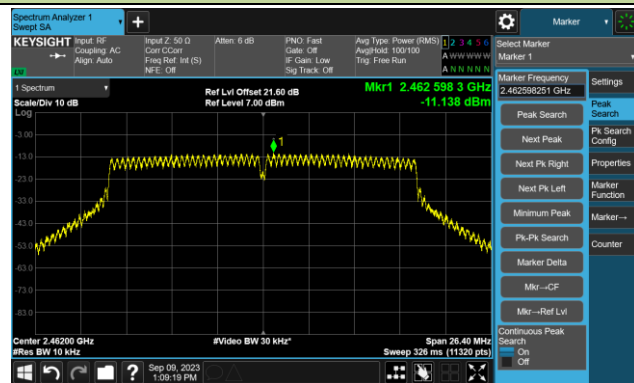 Spectrum Analyzer 1
Swept SA
Marker
KEYSIGHT
Input: RF
Coupling: AC
Align: Auto
Input Z: 50 Ω
Corr CCorr
Freq Ref: Int (S)
NFE: Off
Atten: 6 dB
PNO: Fast
Gate: Off
IF Gain: Low
Sig Track: Off
Avg Type: Power (RMS)
Avg|Hold: 100/100
Trig: Free Run
1 2 3 4 5 6
A W W W W W
A N N N N N
LXI
Select Marker
Marker 1
1 Spectrum
Scale/Div 10 dB
Log
Ref Lvl Offset 21.60 dB
Ref Level 7.00 dBm
Mkr1 2.462 598 3 GHz
-11.138 dBm
1
-3.00
-13.0
-23.0
-33.0
-43.0
-53.0
-63.0
-73.0
-83.0
Center 2.46200 GHz
#Res BW 10 kHz
#Video BW 30 kHz*
Span 26.40 MHz
Sweep 326 ms (11320 pts)
Marker Frequency
2.462598251 GHz
Peak Search
Next Peak
Next Pk Right
Next Pk Left
Minimum Peak
Pk-Pk Search
Marker Delta
Mkr→CF
Mkr→Ref Lvl
Continuous Peak
Search
On
Off
Settings
Peak
Search
Pk Search
Config
Properties
Marker
Function
Marker→
Counter
?
Sep 09, 2023
1:09:19 PM